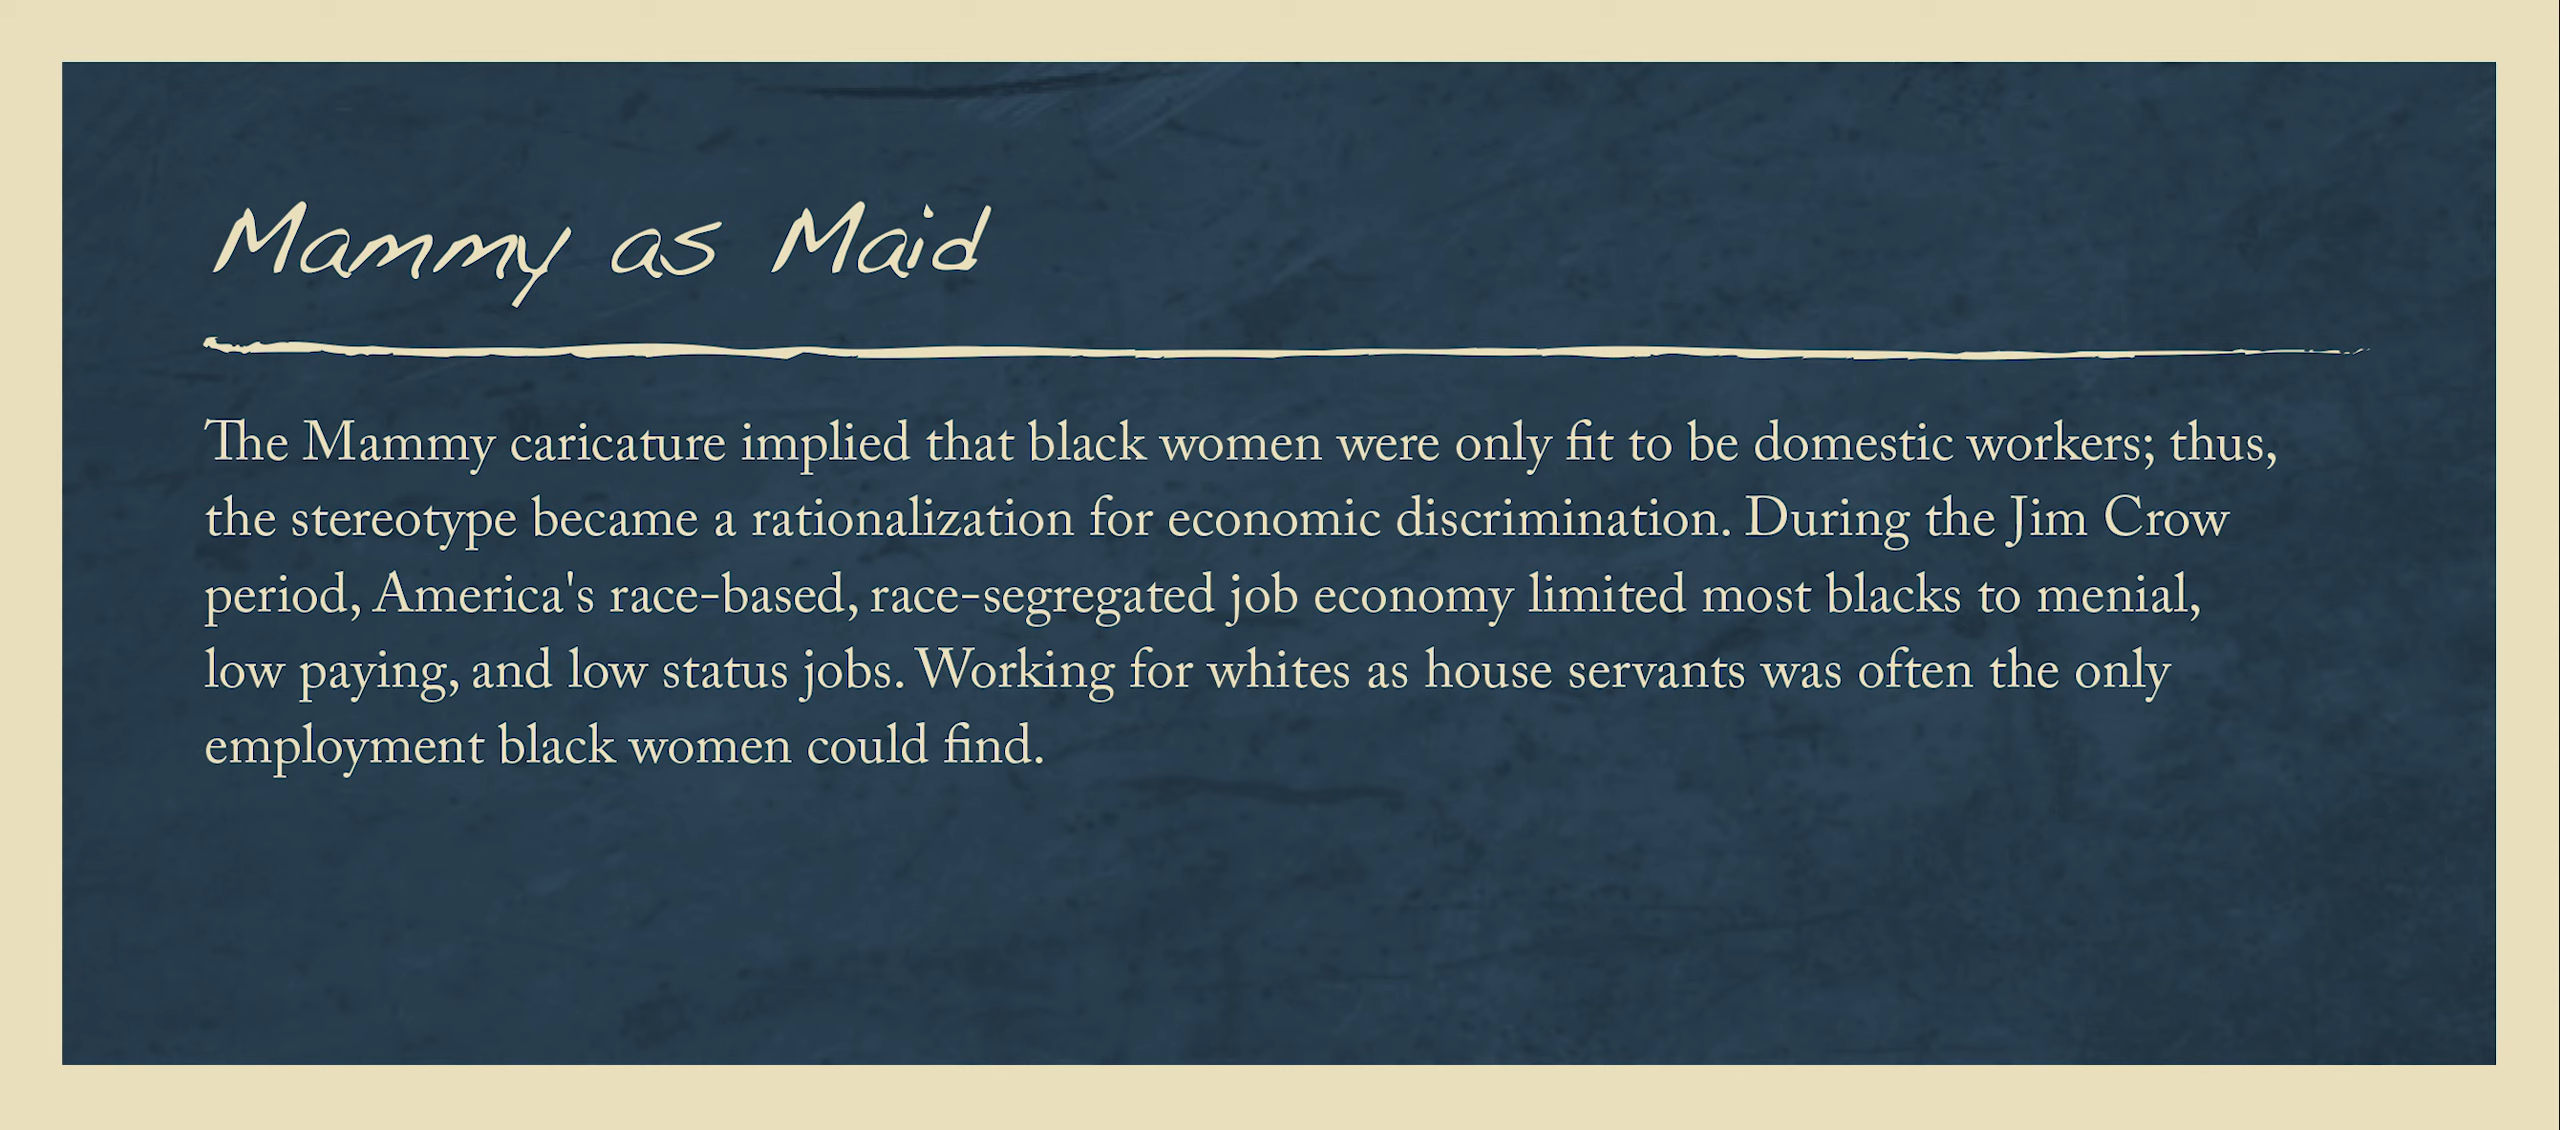 Mammy as Maid
The Mammy caricature implied that black women were only fit to be domestic workers; thus,
the stereotype became a rationalization for economic discrimination. During the Jim Crow
period, America's race-based, race-segregated job economy limited most blacks to menial,
low paying, and low status jobs. Working for whites as house servants was often the only
employment black women could find.